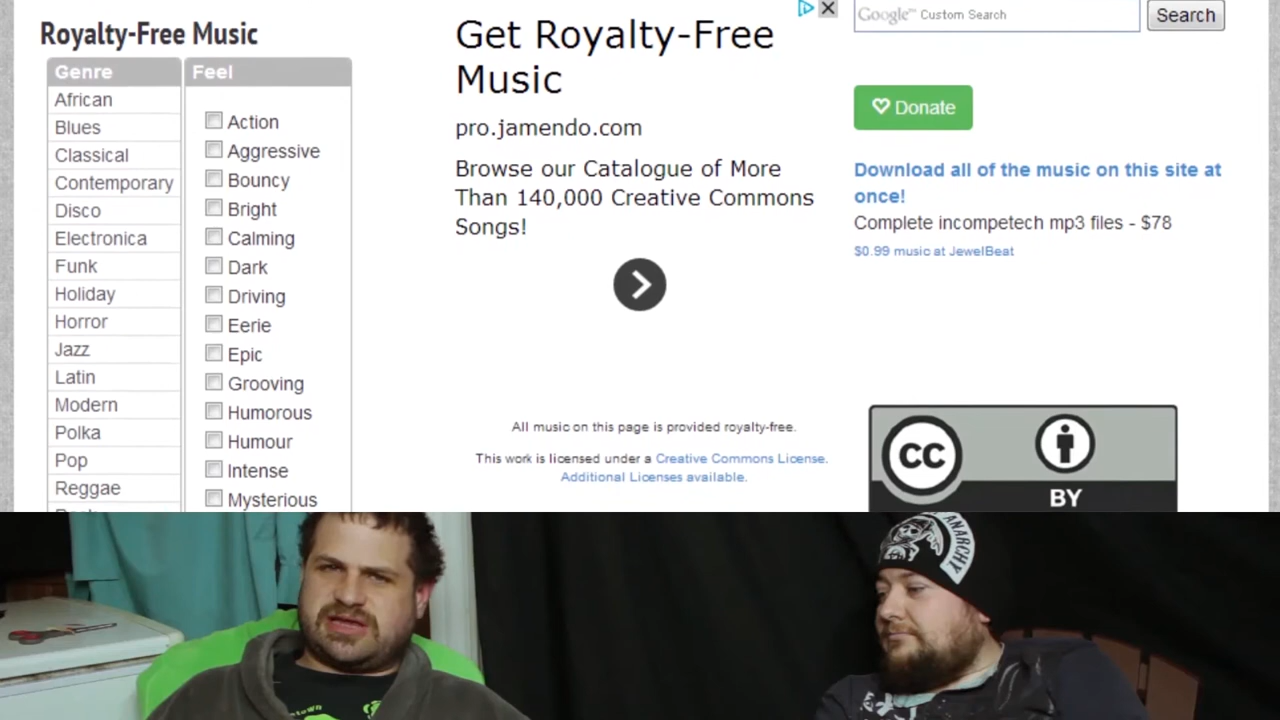 Royalty-Free Music
Genre
African
Blues
Classical
Contemporary
Disco
Electronica
Funk
Holiday
Horror
Jazz
Latin
Modern
Polka
Pop
Reggae
Feel
Action
Aggressive
Bouncy
Bright
Calming
Dark
Driving
Eerie
Epic
Grooving
Humorous
Humour
Intense
Mysterious
Get Royalty-Free
Music
pro.jamendo.com
Browse our Catalogue of More
Than 140,000 Creative Commons
Songs!
All music on this page is provided royalty-free.
This work is licensed under a Creative Commons License.
Additional Licenses available.
Google™ Custom Search
Search
Donate
Download all of the music on this site at
once!
Complete incompetech mp3 files - $78
$0.99 music at JewelBeat
CC
BY
ANARCHY